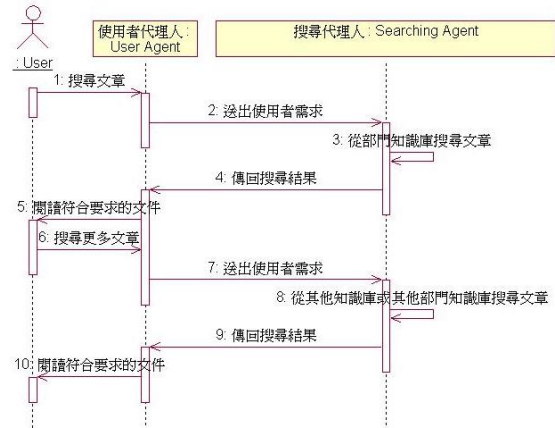 使用者代理人 :
User Agent
搜尋代理人 : Searching Agent
: User
1: 搜尋文章
2: 送出使用者需求
3: 從部門知識庫搜尋文章
4: 傳回搜尋結果
5: 閱讀符合要求的文件
6: 搜尋更多文章
7: 送出使用者需求
8: 從其他知識庫或其他部門知識庫搜尋文章
9: 傳回搜尋結果
10: 閱讀符合要求的文件